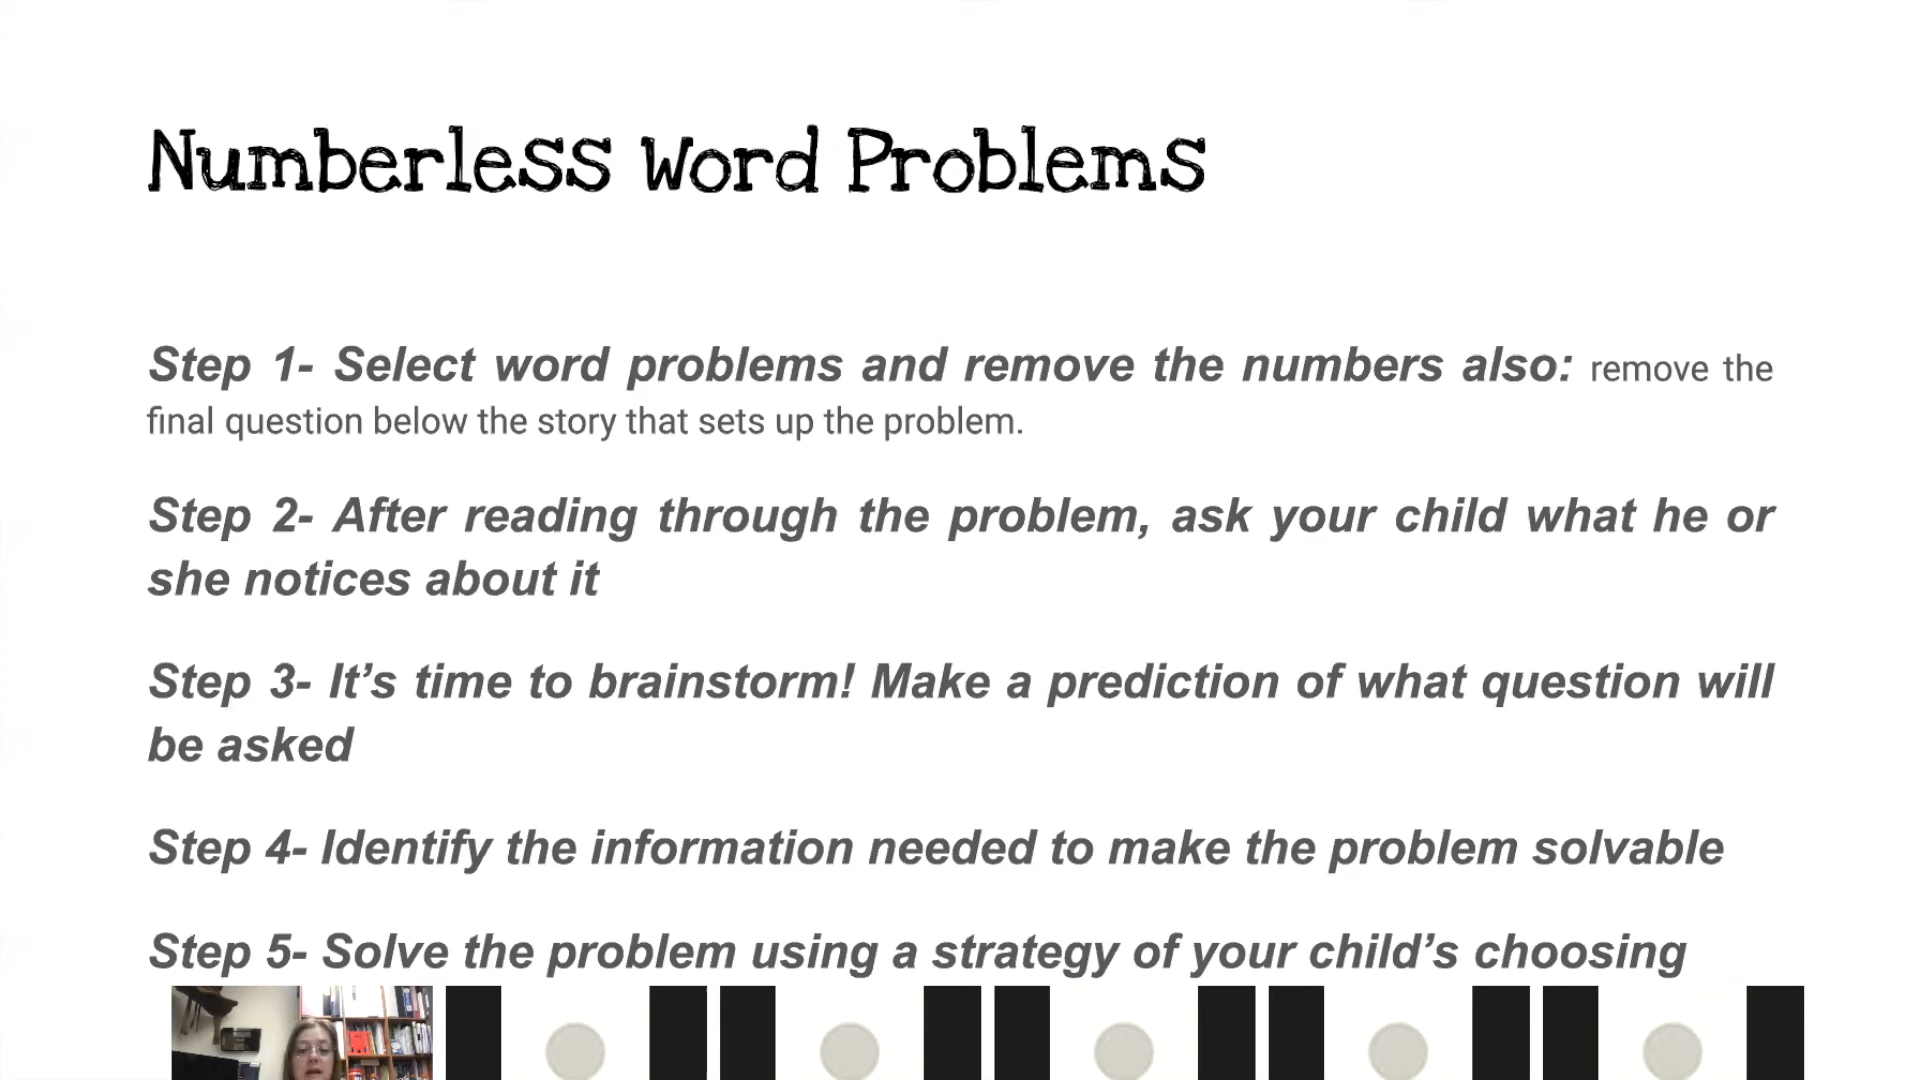 Numberless Word Problems
Step 1- Select word problems and remove the numbers also: remove the
final question below the story that sets up the problem.
Step 2- After reading through the problem, ask your child what he or
she notices about it
Step 3- It’s time to brainstorm! Make a prediction of what question will
be asked
Step 4- Identify the information needed to make the problem solvable
Step 5- Solve the problem using a strategy of your child’s choosing